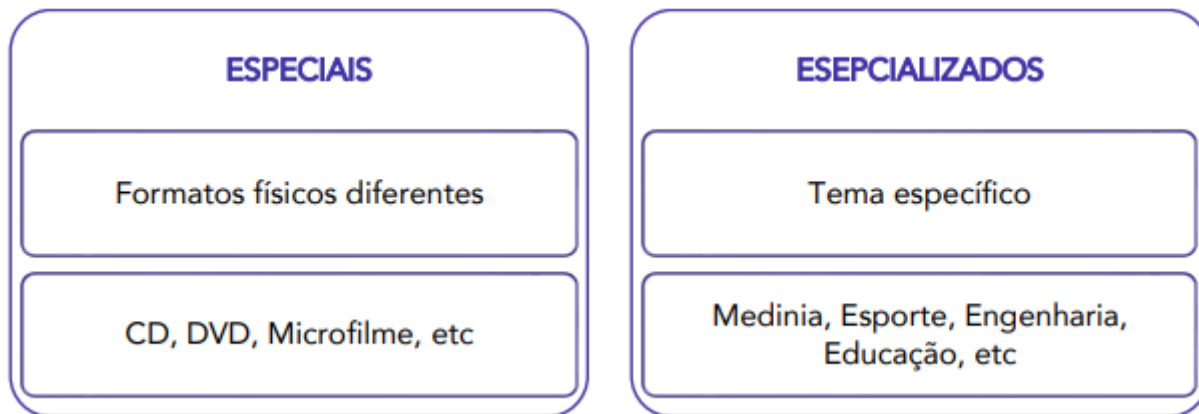 ESPECIAIS
Formatos físicos diferentes
CD, DVD, Microfilme, etc
ESEPCIALIZADOS
Tema específico
Medinia, Esporte, Engenharia,
Educação, etc